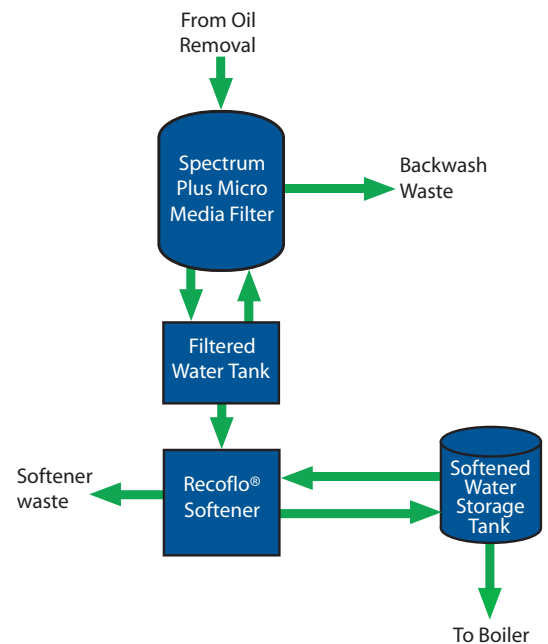 From Oil
Removal
Spectrum
Plus Micro
Media Filter
Backwash
Waste
Filtered
Water Tank
Softener
waste
Recoflo®
Softener
Softened
Water
Storage
Tank
To Boiler